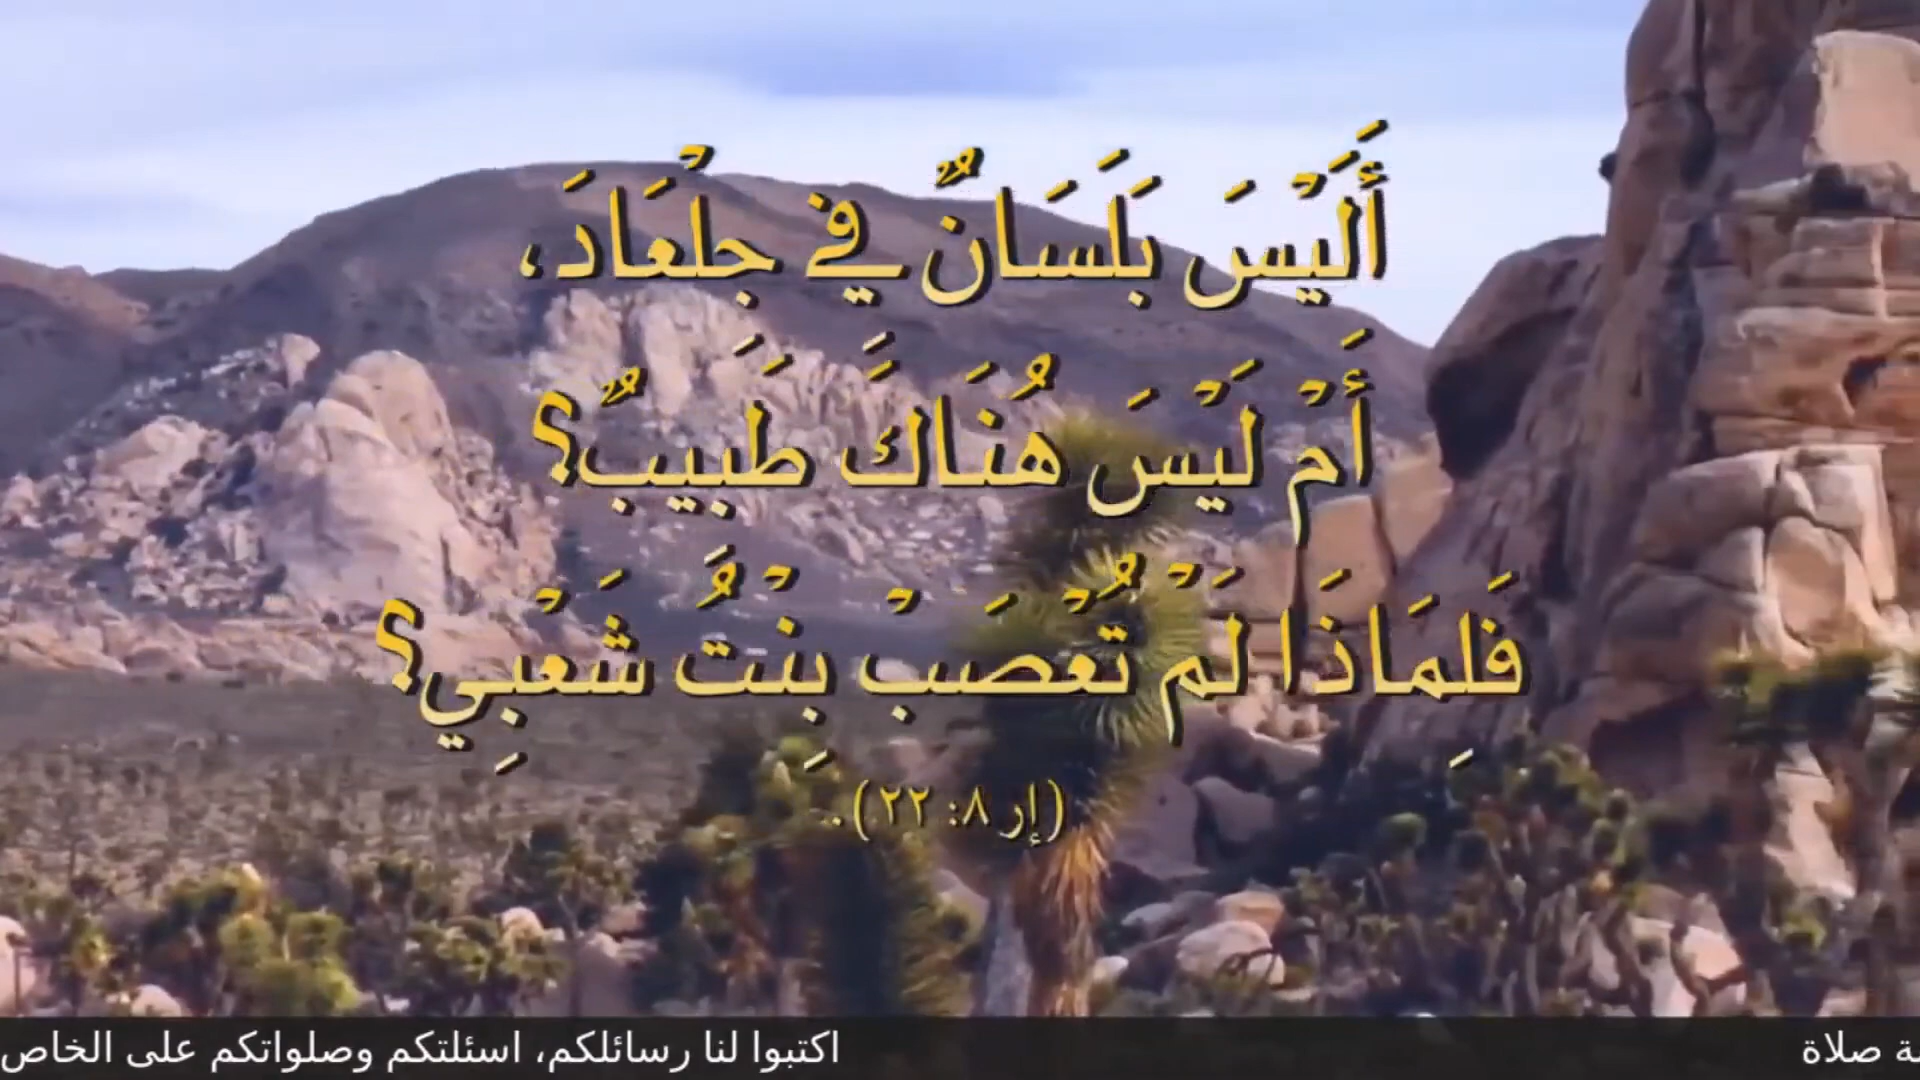 أَلَيْسَ بَلَسَانٌ فِي جِلْعَادَ،
أَمْ لَيْسَ هُنَاكَ طَبِيبٌ؟
فَلِمَاذَا لَمْ تُعْصَبْ بِنْتُ شَعْبِي؟
(إر ٨: ٢٢).
صلاة
اكتبوا لنا رسائلكم، اسئلتكم وصلواتكم على الخاص